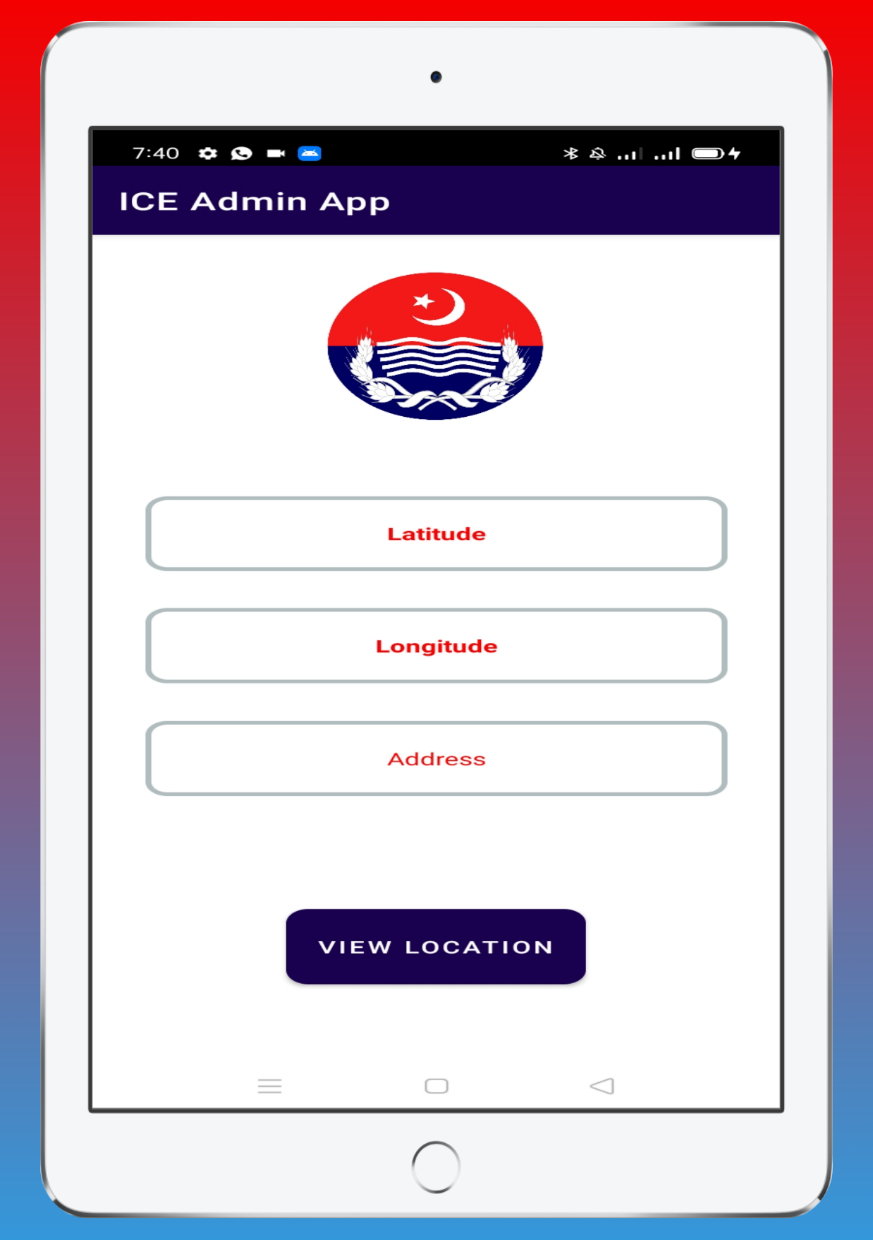 7:40
ICE Admin App
Latitude
Longitude
Address
VIEW LOCATION